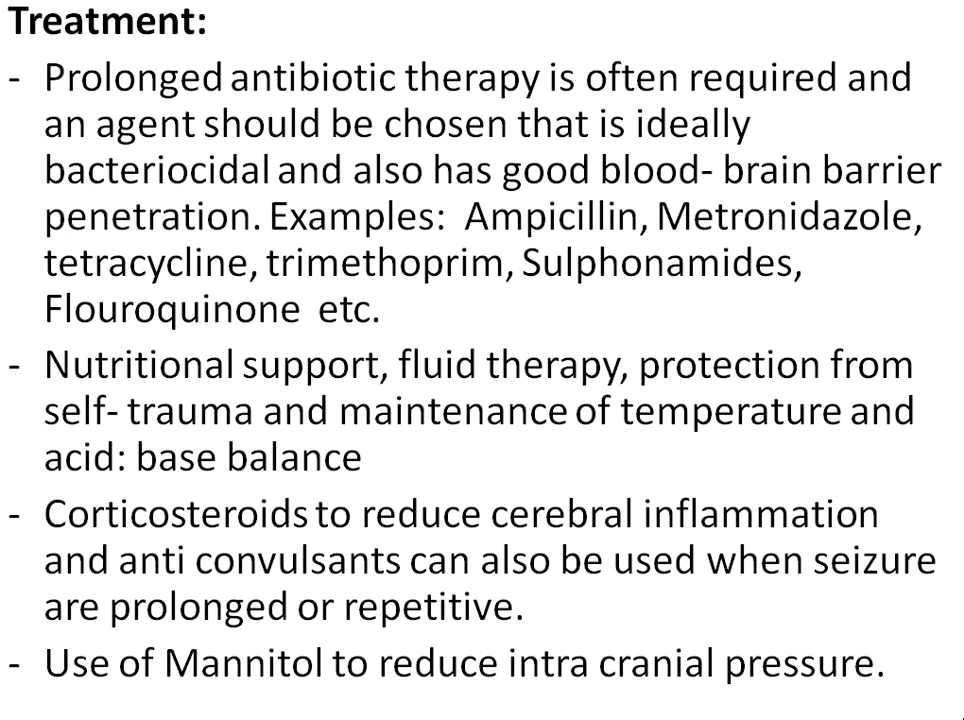 Treatment:
- Prolonged antibiotic therapy is often required and
an agent should be chosen that is ideally
bacteriocidal and also has good blood- brain barrier
penetration. Examples:  Ampicillin, Metronidazole,
tetracycline, trimethoprim, Sulphonamides,
Flouroquinone  etc.
- Nutritional support, fluid therapy, protection from
self- trauma and maintenance of temperature and
acid: base balance
- Corticosteroids to reduce cerebral inflammation
and anti convulsants can also be used when seizure
are prolonged or repetitive.
- Use of Mannitol to reduce intra cranial pressure.